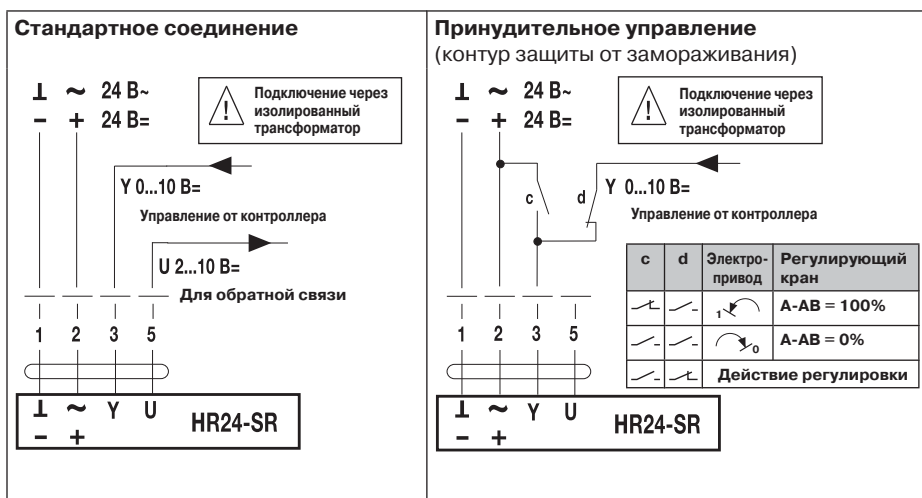 Стандартное соединение
⊥ ~ 24 В~
– + 24 В=
Подключение через
изолированный
трансформатор
Y 0...10 В=
Управление от контроллера
U 2...10 В=
Для обратной связи
1 2 3 5
⊥ ~ Y U
– +
HR24-SR
Принудительное управление
(контур защиты от замораживания)
⊥ ~ 24 В~
– + 24 В=
Подключение через
изолированный
трансформатор
c d
Y 0...10 В=
Управление от контроллера
c d Электро-
привод
Регулирующий
кран
1 A-AB = 100%
0 A-AB = 0%
Действие регулировки
1 2 3 5
⊥ ~ Y U
– +
HR24-SR